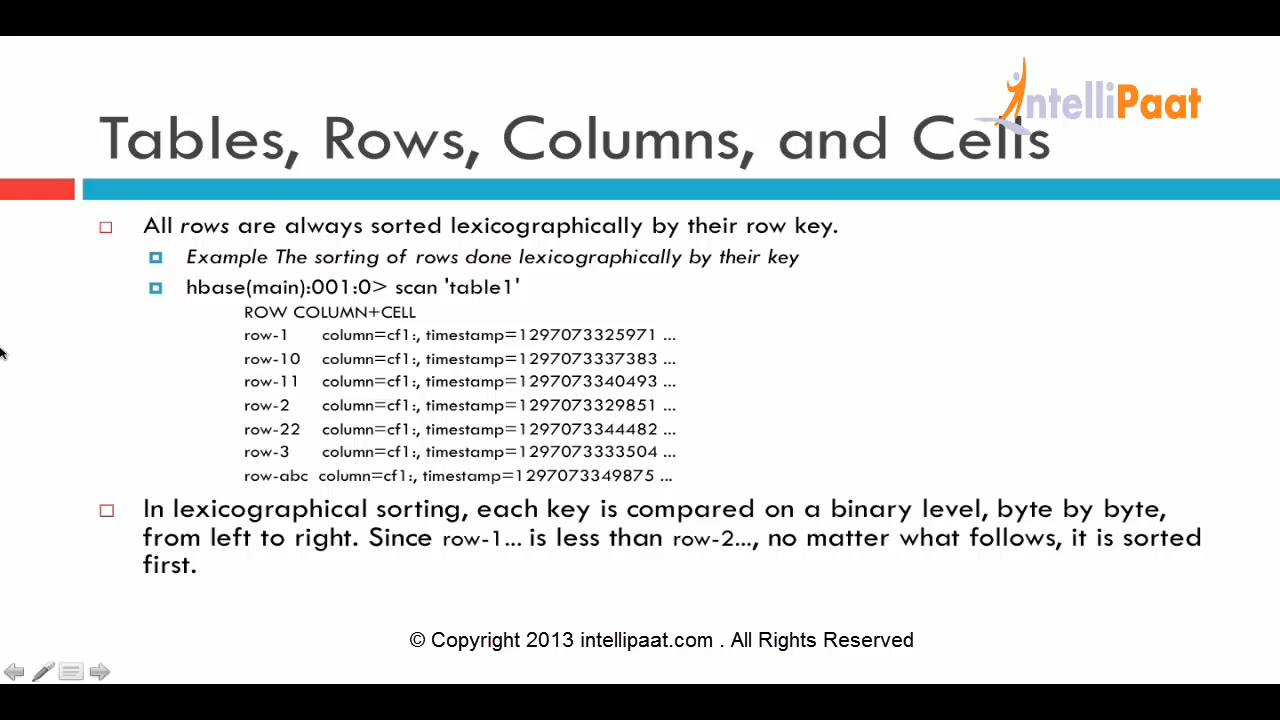 IntelliPaat
Tables, Rows, Columns, and Cells
All rows are always sorted lexicographically by their row key.
Example The sorting of rows done lexicographically by their key
hbase(main):001:0> scan 'table1'
ROW COLUMN+CELL
row-1 column=cf1:, timestamp=1297073325971 ...
row-10 column=cf1:, timestamp=1297073337383 ...
row-11 column=cf1:, timestamp=1297073340493 ...
row-2 column=cf1:, timestamp=1297073329851 ...
row-22 column=cf1:, timestamp=1297073344482 ...
row-3 column=cf1:, timestamp=1297073333504 ...
row-abc column=cf1:, timestamp=1297073349875 ...
In lexicographical sorting, each key is compared on a binary level, byte by byte,
from left to right. Since row-1... is less than row-2..., no matter what follows, it is sorted
first.
© Copyright 2013 intellipaat.com . All Rights Reserved